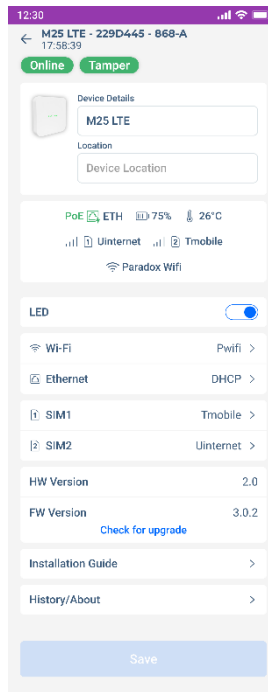 12:30
M25 LTE - 229D445 - 868-A
17:58:39
Online Tamper
Device Details
M25 LTE
Location
Device Location
PoE ETH 75% 26°C
1 Uinternet 2 Tmobile
Paradox Wifi
LED
Wi-Fi Pwifi >
Ethernet DHCP >
1 SIM1 Tmobile >
2 SIM2 Uinternet >
HW Version 2.0
FW Version 3.0.2
Check for upgrade
Installation Guide >
History/About >
Save